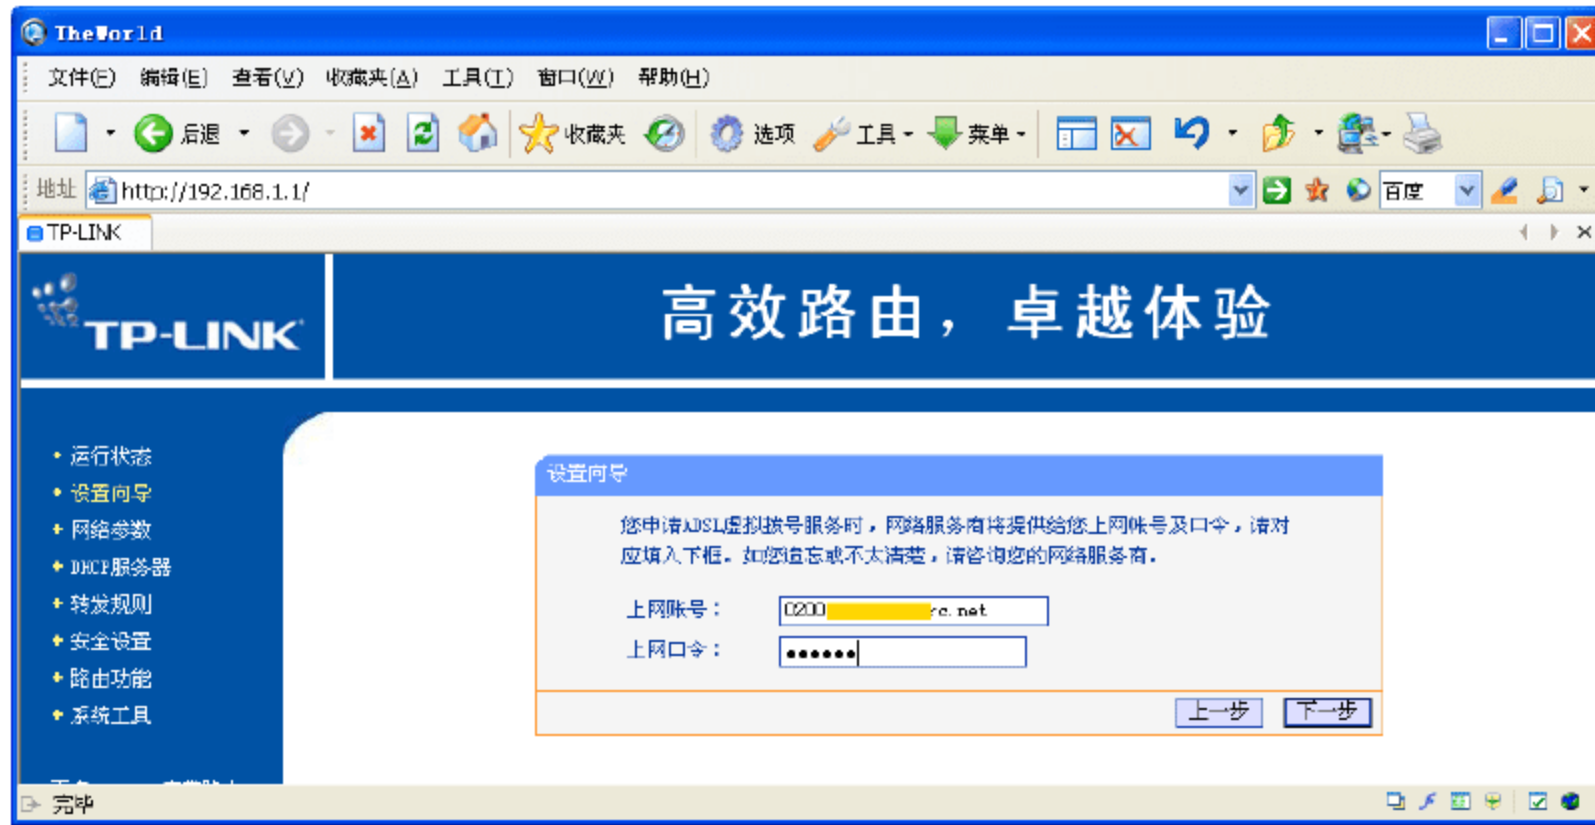 TheWorld
文件(F) 编辑(E) 查看(V) 收藏夹(A) 工具(T) 窗口(W) 帮助(H)
后退 收藏夹 选项 工具 菜单
地址 http://192.168.1.1/ 百度
TP-LINK
TP-LINK 高效路由，卓越体验
• 运行状态
• 设置向导
+ 网络参数
+ DHCP服务器
+ 转发规则
+ 安全设置
+ 路由功能
+ 系统工具
设置向导
您申请ADSL虚拟拨号服务时，网络服务商将提供给您上网帐号及口令，请对
应填入下框。如您遗忘或不太清楚，请咨询您的网络服务商。
上网账号： 0200 rc.net
上网口令： ●●●●●●
上一步 下一步
完毕